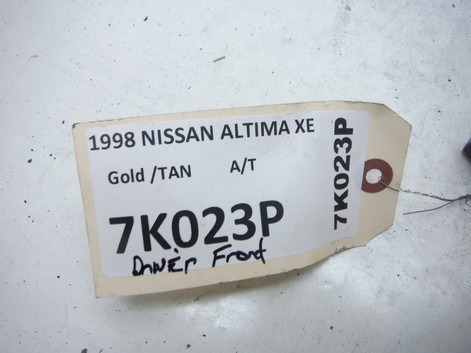 1998 NISSAN ALTIMA XE
Gold /TAN A/T
7K023P
Driver Front
7K023P